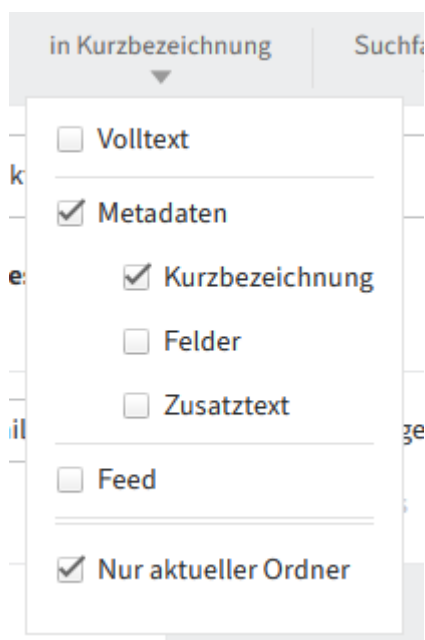 in Kurzbezeichnung
Volltext
Metadaten
Kurzbezeichnung
Felder
Zusatztext
Feed
Nur aktueller Ordner